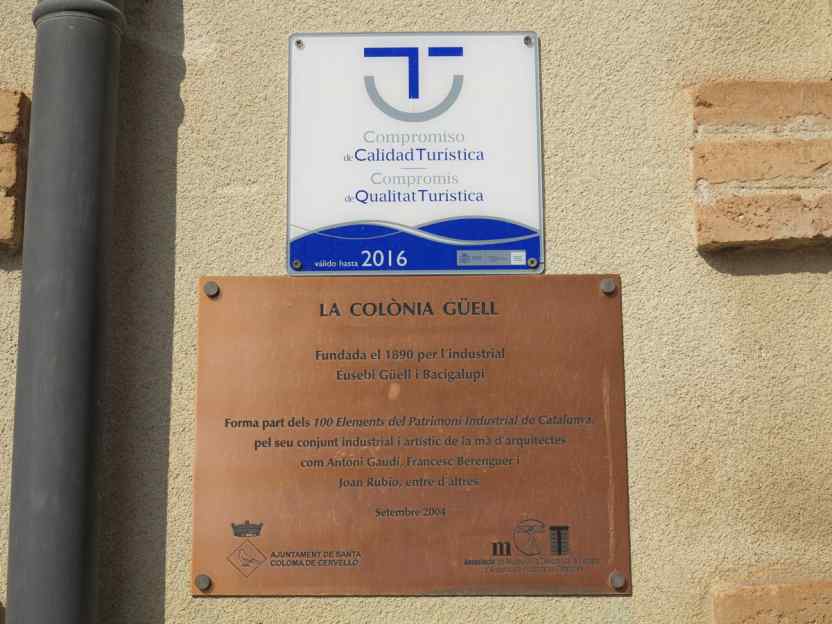 Compromiso
de Calidad Turística
Compromís
de Qualitat Turística
válido hasta 2016
LA COLÒNIA GÜELL
Fundada el 1890 per l'industrial
Eusebi Güell i Bacigalupi
Forma part dels 100 Elements del Patrimoni Industrial de Catalunya,
pel seu conjunt industrial i artístic de la mà d'arquitectes
com Antoni Gaudí, Francesc Berenguer i
Joan Rubio, entre d'altres
Setembre 2004
AJUNTAMENT DE SANTA
COLOMA DE CERVELLÓ
m T